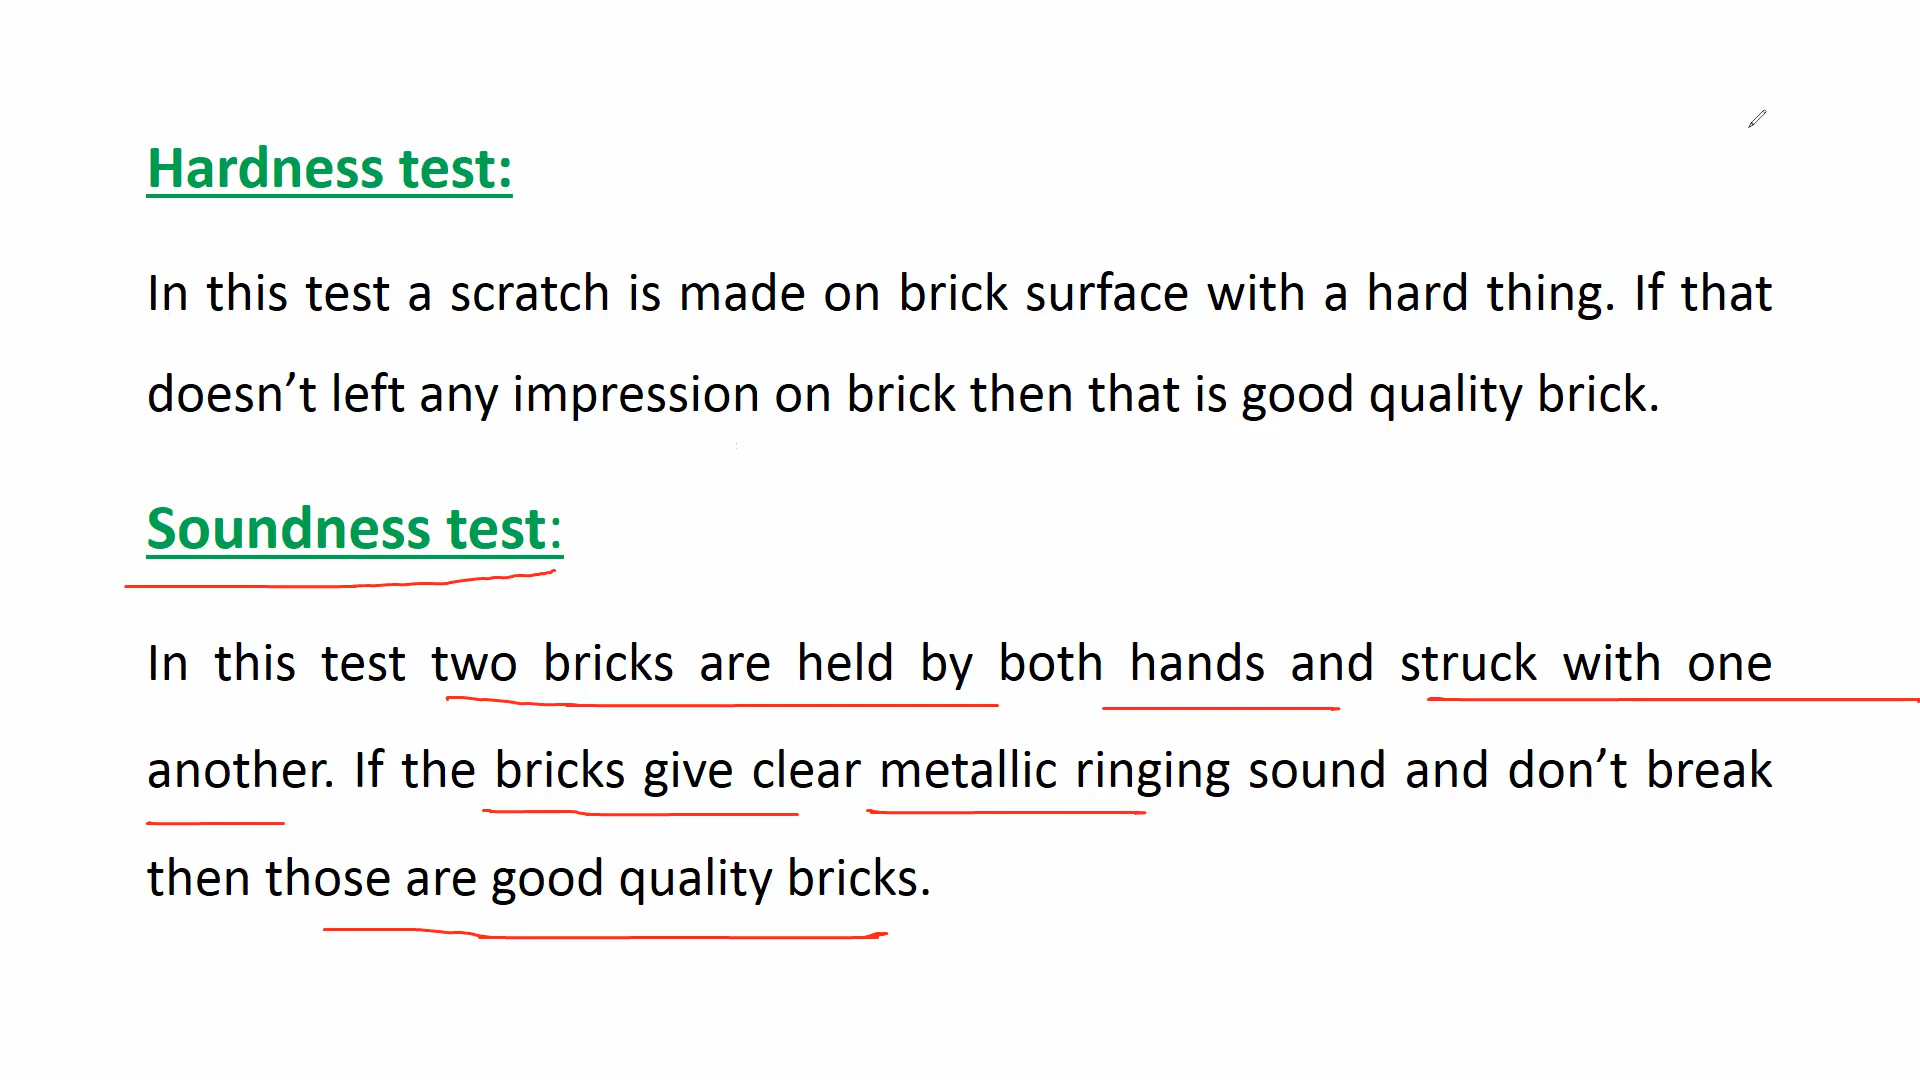 Hardness test:
In this test a scratch is made on brick surface with a hard thing. If that
doesn’t left any impression on brick then that is good quality brick.
Soundness test:
In this test two bricks are held by both hands and struck with one
another. If the bricks give clear metallic ringing sound and don’t break
then those are good quality bricks.